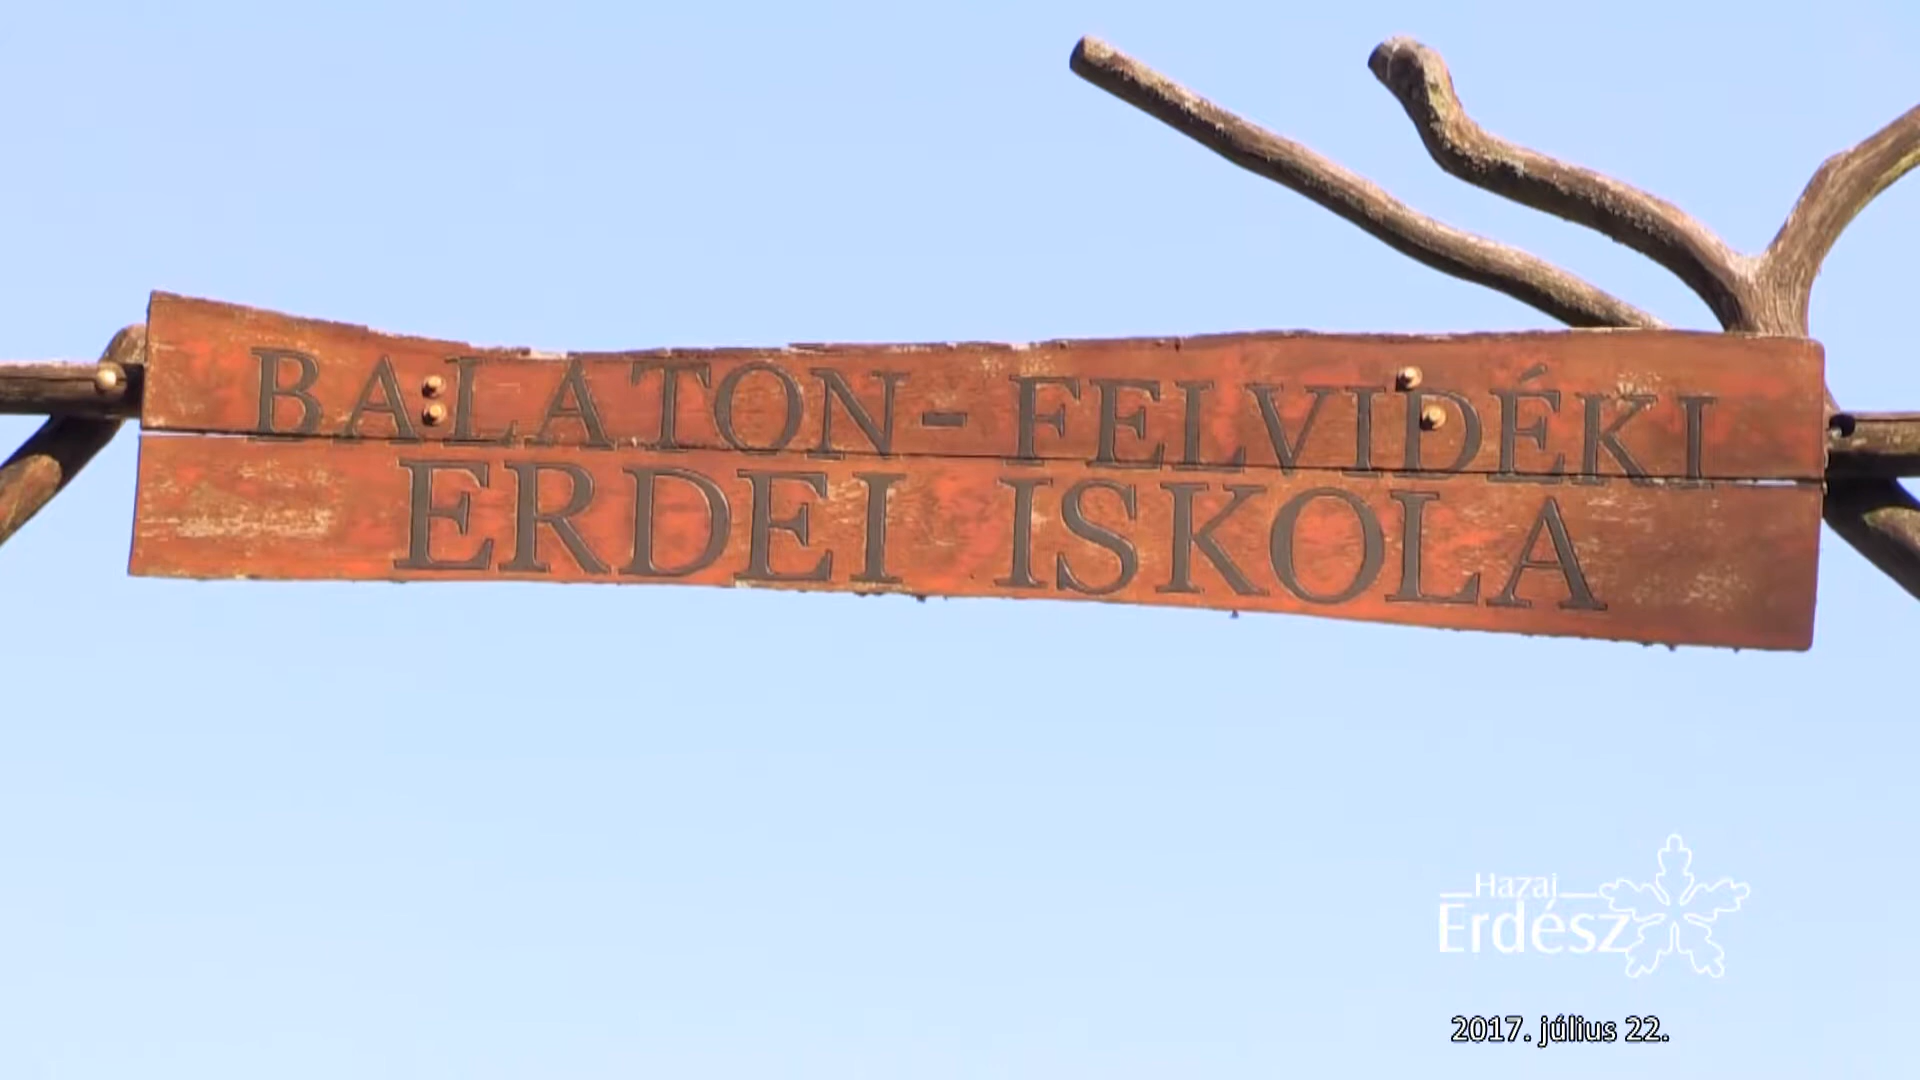 BALATON-FELVIDÉKI
ERDEI ISKOLA
Hazai
Erdész
2017. július 22.